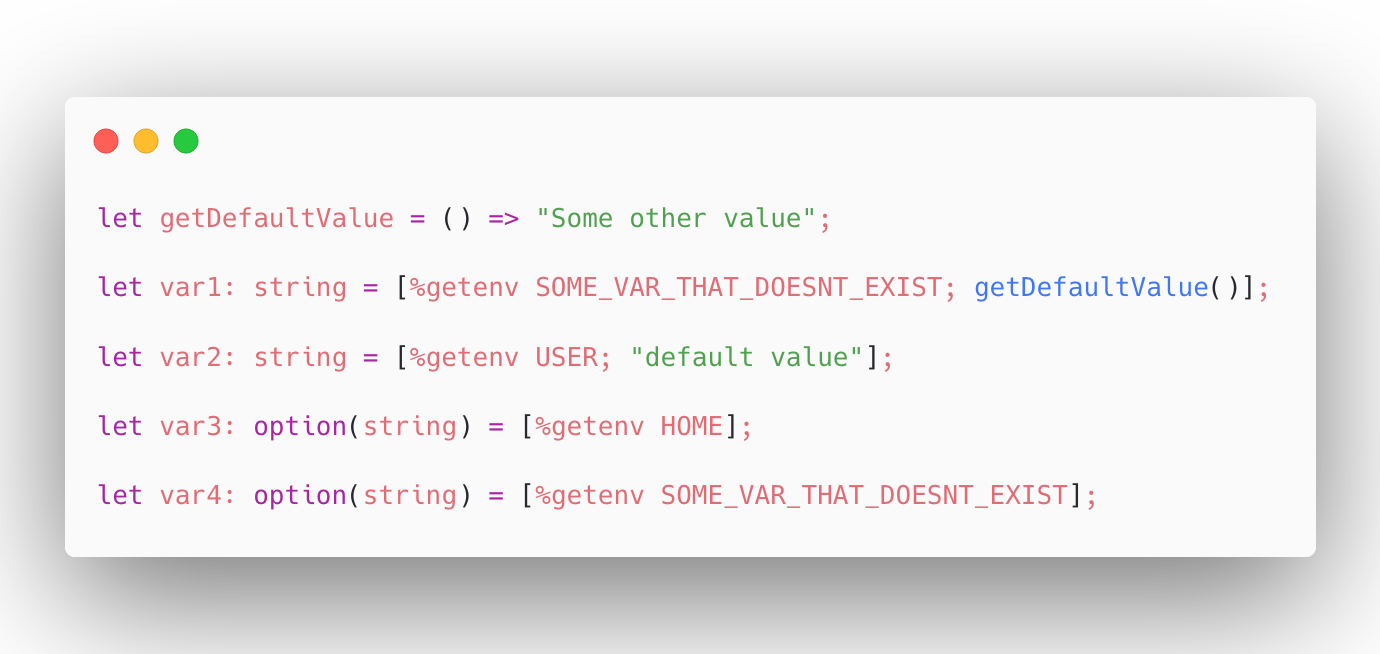 let getDefaultValue = () => "Some other value";
let var1: string = [%getenv SOME_VAR_THAT_DOESNT_EXIST; getDefaultValue()];
let var2: string = [%getenv USER; "default value"];
let var3: option(string) = [%getenv HOME];
let var4: option(string) = [%getenv SOME_VAR_THAT_DOESNT_EXIST];